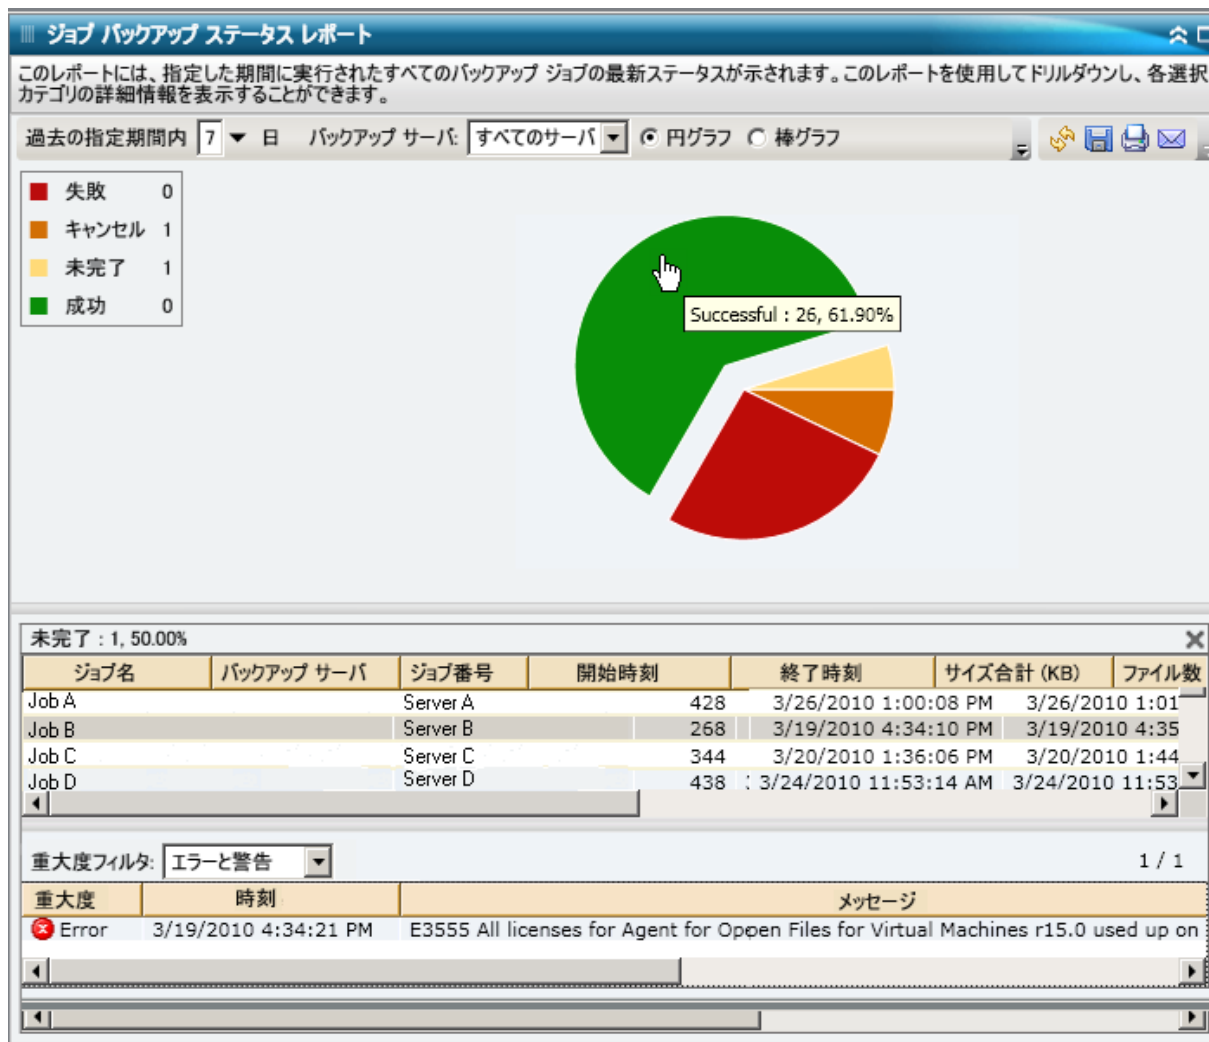 ジョブ バックアップ ステータス レポート
このレポートには、指定した期間に実行されたすべてのバックアップ ジョブの最新ステータスが示されます。このレポートを使用してドリルダウンし、各選択
カテゴリの詳細情報を表示することができます。
過去の指定期間内 7 日 バックアップ サーバ: すべてのサーバ 円グラフ 棒グラフ
失敗 0
キャンセル 1
未完了 1
成功 0
Successful : 26, 61.90%
未完了 : 1, 50.00%
ジョブ名 バックアップ サーバ ジョブ番号 開始時刻 終了時刻 サイズ合計 (KB) ファイル数
Job A Server A 428 3/26/2010 1:00:08 PM 3/26/2010 1:01
Job B Server B 268 3/19/2010 4:34:10 PM 3/19/2010 4:35
Job C Server C 344 3/20/2010 1:36:06 PM 3/20/2010 1:44
Job D Server D 438 3/24/2010 11:53:14 AM 3/24/2010 11:53
重大度フィルタ: エラーと警告 1 / 1
重大度 時刻 メッセージ
Error 3/19/2010 4:34:21 PM E3555 All licenses for Agent for Oppen Files for Virtual Machines r15.0 used up on